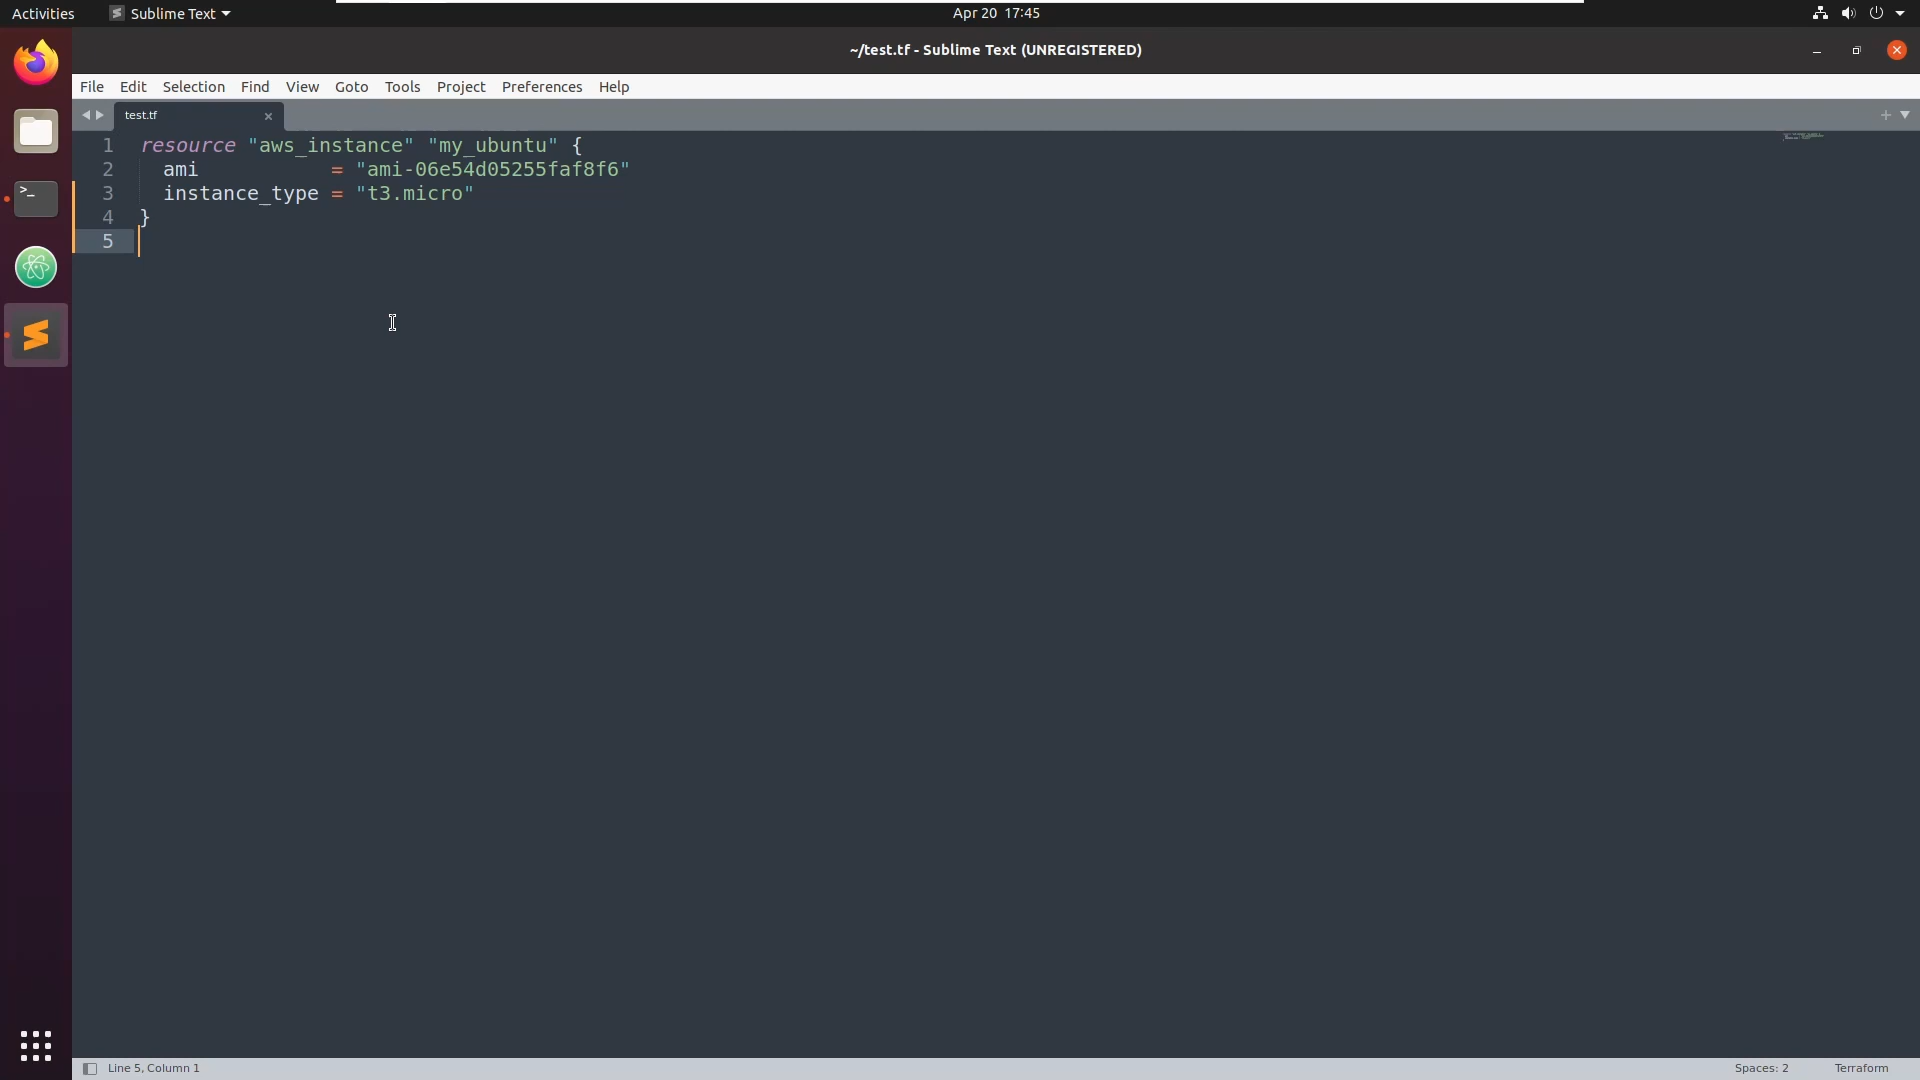 Activities Sublime Text Apr 20 17:45
~/test.tf - Sublime Text (UNREGISTERED)
File Edit Selection Find View Goto Tools Project Preferences Help
test.tf
1 resource "aws_instance" "my_ubuntu" {
2   ami           = "ami-06e54d05255faf8f6"
3   instance_type = "t3.micro"
4 }
5
Line 5, Column 1 Spaces: 2 Terraform